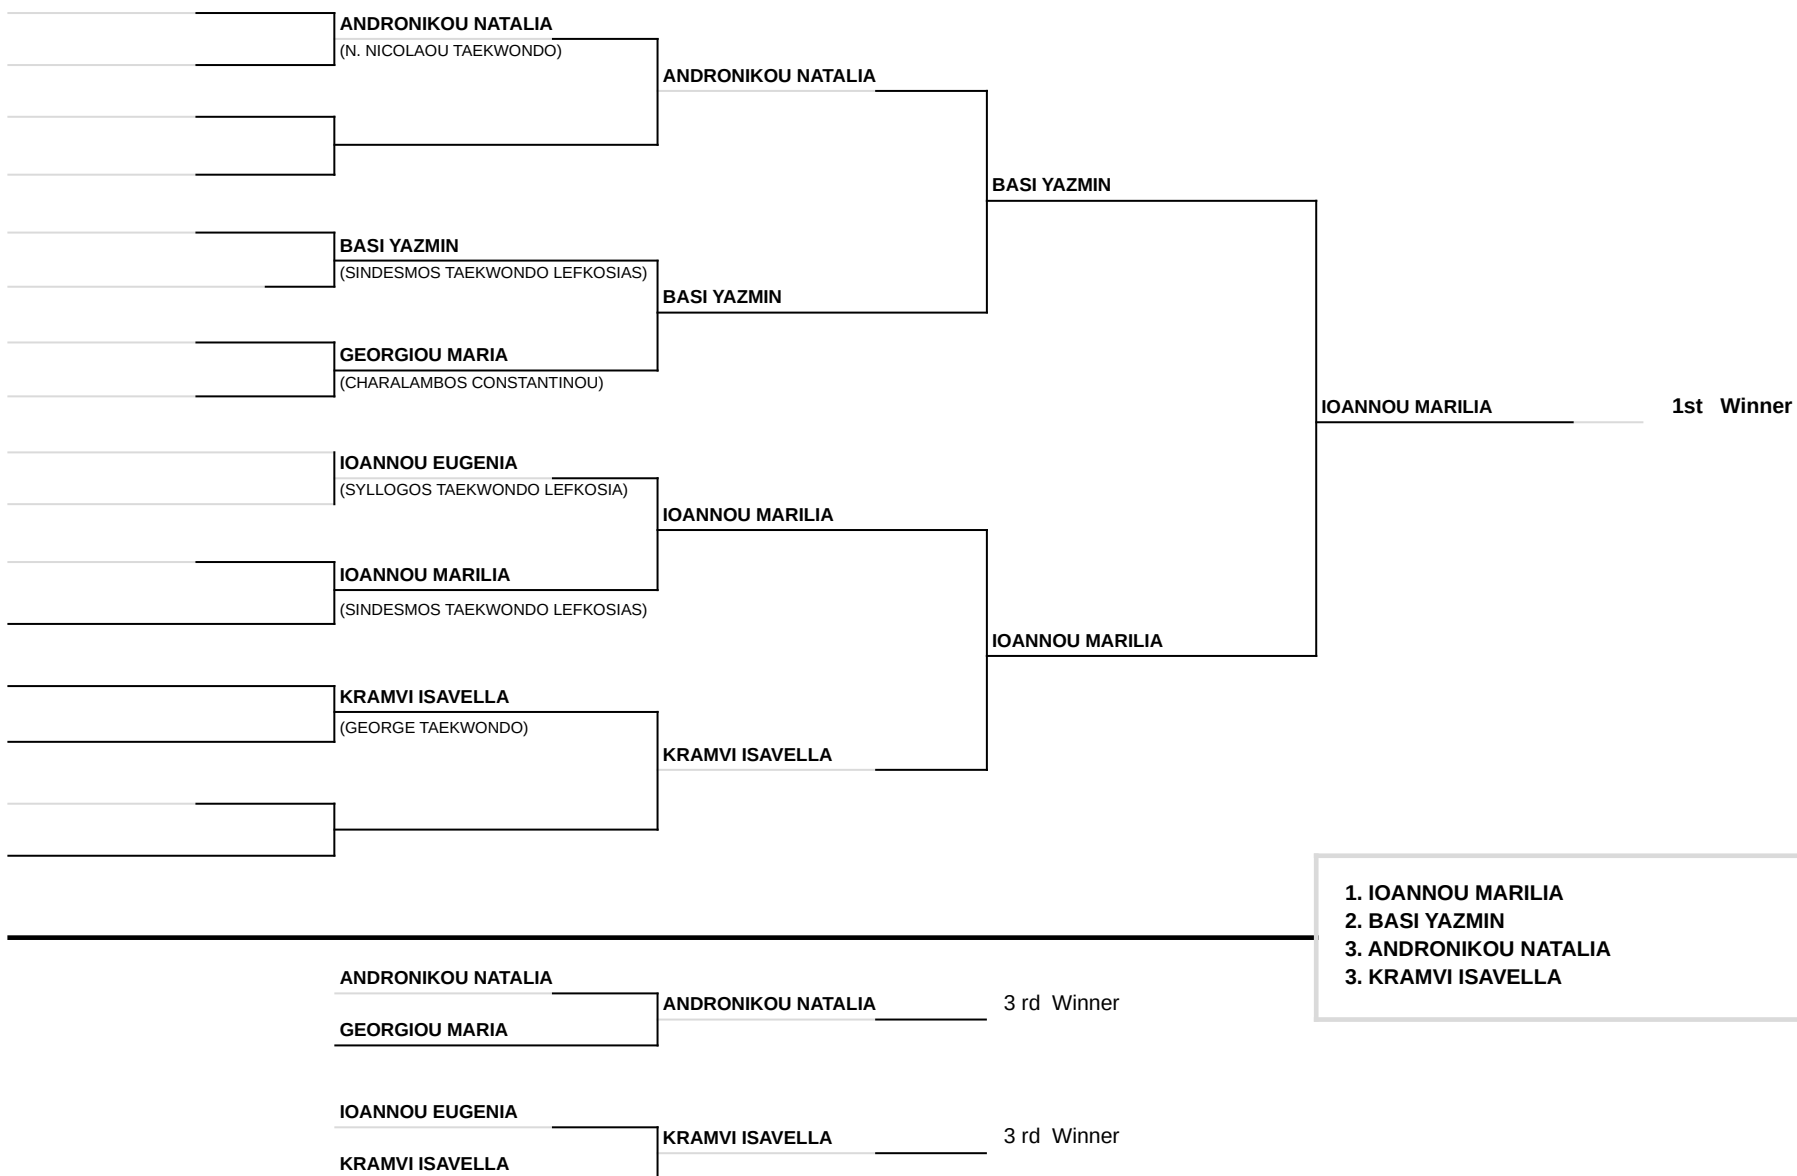 ANDRONIKOU NATALIA
(N. NICOLAOU TAEKWONDO)
ANDRONIKOU NATALIA
BASI YAZMIN
BASI YAZMIN
(SINDESMOS TAEKWONDO LEFKOSIAS)
BASI YAZMIN
GEORGIOU MARIA
(CHARALAMBOS CONSTANTINOU)
IOANNOU MARILIA 1st Winner
IOANNOU EUGENIA
(SYLLOGOS TAEKWONDO LEFKOSIA)
IOANNOU MARILIA
IOANNOU MARILIA
(SINDESMOS TAEKWONDO LEFKOSIAS)
IOANNOU MARILIA
KRAMVI ISAVELLA
(GEORGE TAEKWONDO)
KRAMVI ISAVELLA
1. IOANNOU MARILIA
2. BASI YAZMIN
3. ANDRONIKOU NATALIA
3. KRAMVI ISAVELLA
ANDRONIKOU NATALIA
ANDRONIKOU NATALIA 3 rd Winner
GEORGIOU MARIA
IOANNOU EUGENIA
KRAMVI ISAVELLA 3 rd Winner
KRAMVI ISAVELLA